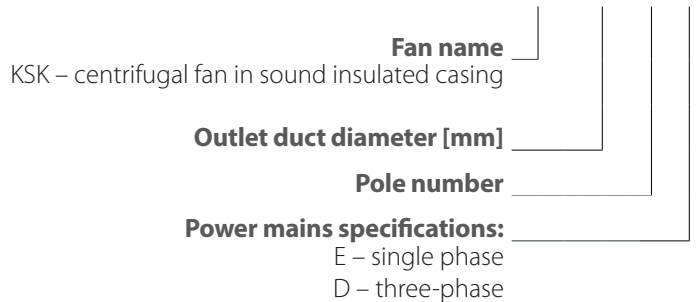 Fan name
KSK – centrifugal fan in sound insulated casing
Outlet duct diameter [mm]
Pole number
Power mains specifications:
E – single phase
D – three-phase